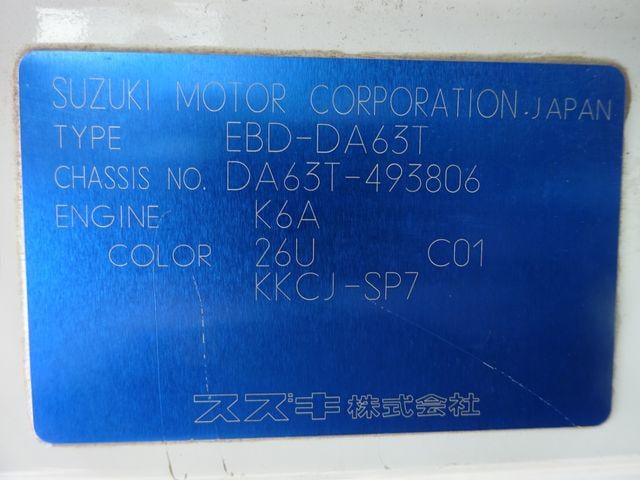 SUZUKI MOTOR CORPORATION JAPAN
TYPE EBD-DA63T
CHASSIS NO. DA63T-493806
ENGINE K6A
COLOR 26U C01
KKCJ-SP7
スズキ株式会社